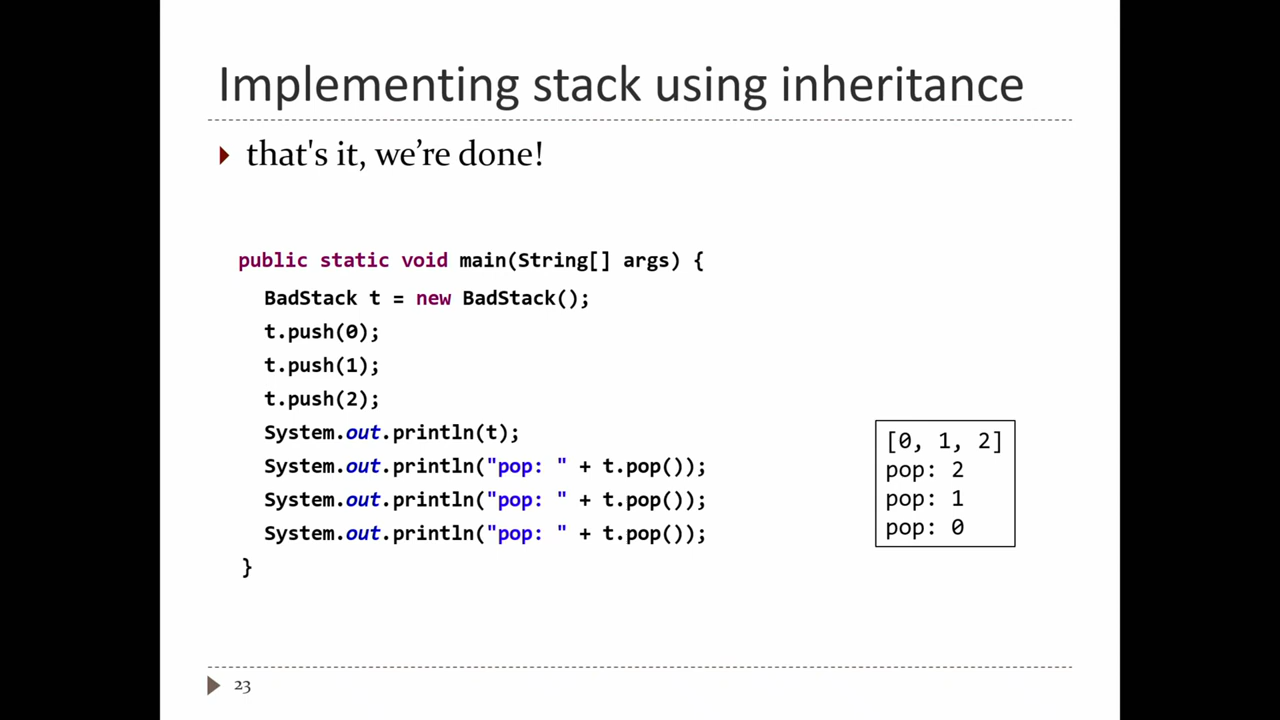 Implementing stack using inheritance
that's it, we’re done!
public static void main(String[] args) {
BadStack t = new BadStack();
t.push(0);
t.push(1);
t.push(2);
System.out.println(t);
System.out.println("pop: " + t.pop());
System.out.println("pop: " + t.pop());
System.out.println("pop: " + t.pop());
}
[0, 1, 2]
pop: 2
pop: 1
pop: 0
23